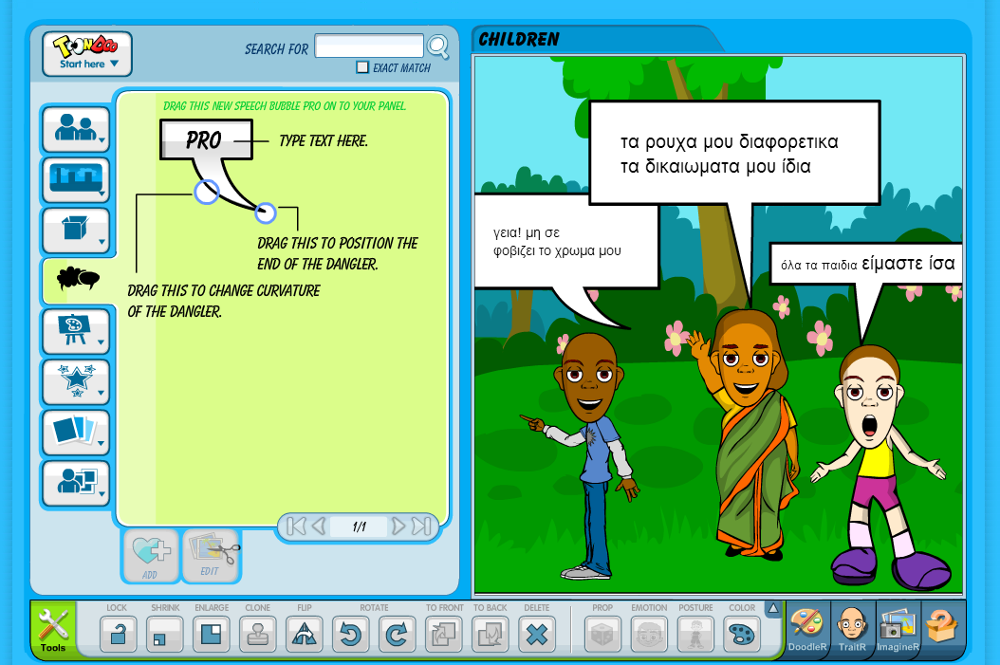 TOONDOO
Start here
SEARCH FOR
EXACT MATCH
DRAG THIS NEW SPEECH BUBBLE PRO ON TO YOUR PANEL.
PRO
TYPE TEXT HERE.
DRAG THIS TO POSITION THE
END OF THE DANGLER.
DRAG THIS TO CHANGE CURVATURE
OF THE DANGLER.
1/1
ADD
EDIT
CHILDREN
τα ρουχα μου διαφορετικα
τα δικαιωματα μου ίδια
γεια! μη σε
φοβιζει το χρωμα μου
όλα τα παιδια είμαστε ίσα
Tools
LOCK
SHRINK
ENLARGE
CLONE
FLIP
ROTATE
TO FRONT
TO BACK
DELETE
PROP
EMOTION
POSTURE
COLOR
DoodleR
TraitR
ImagineR